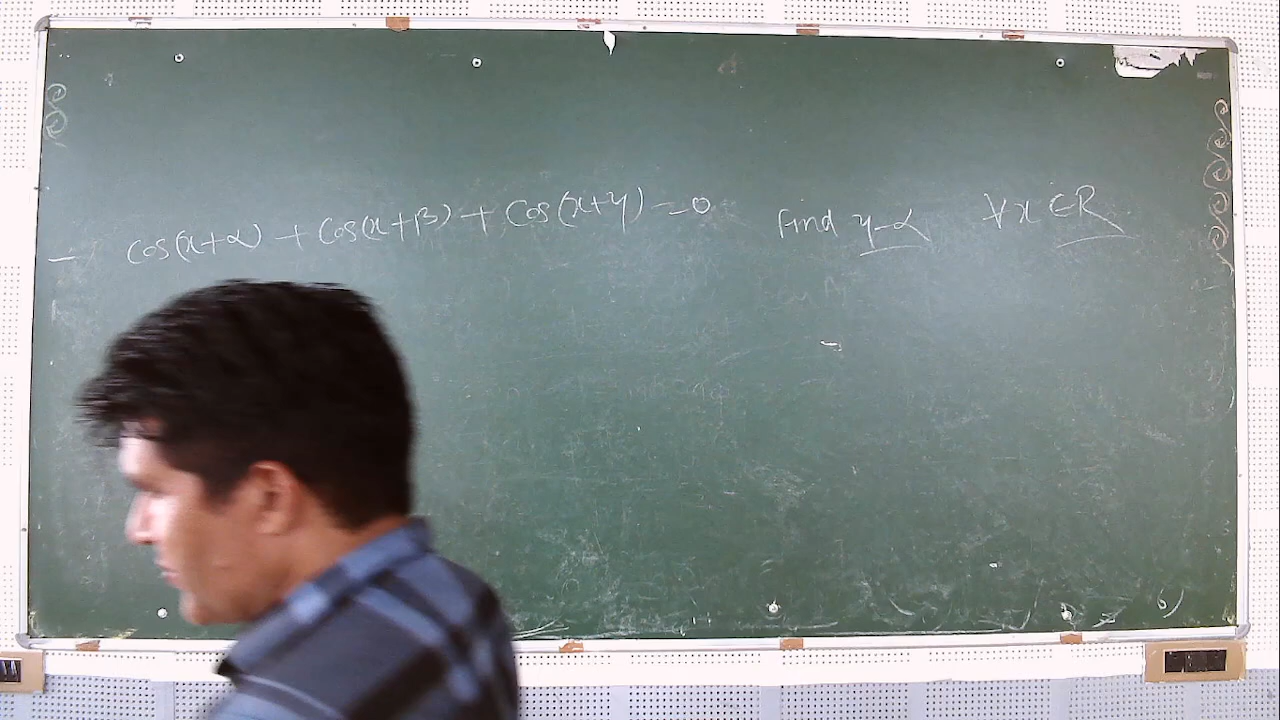 cos(x+α) + cos(x+β) + cos(x+γ) = 0 Find γ-α ∀x ∈ R